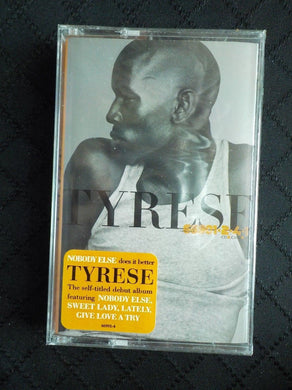 TYRESE
NOBODY ELSE does it better
TYRESE
The self-titled debut album
featuring NOBODY ELSE,
SWEET LADY, LATELY,
GIVE LOVE A TRY